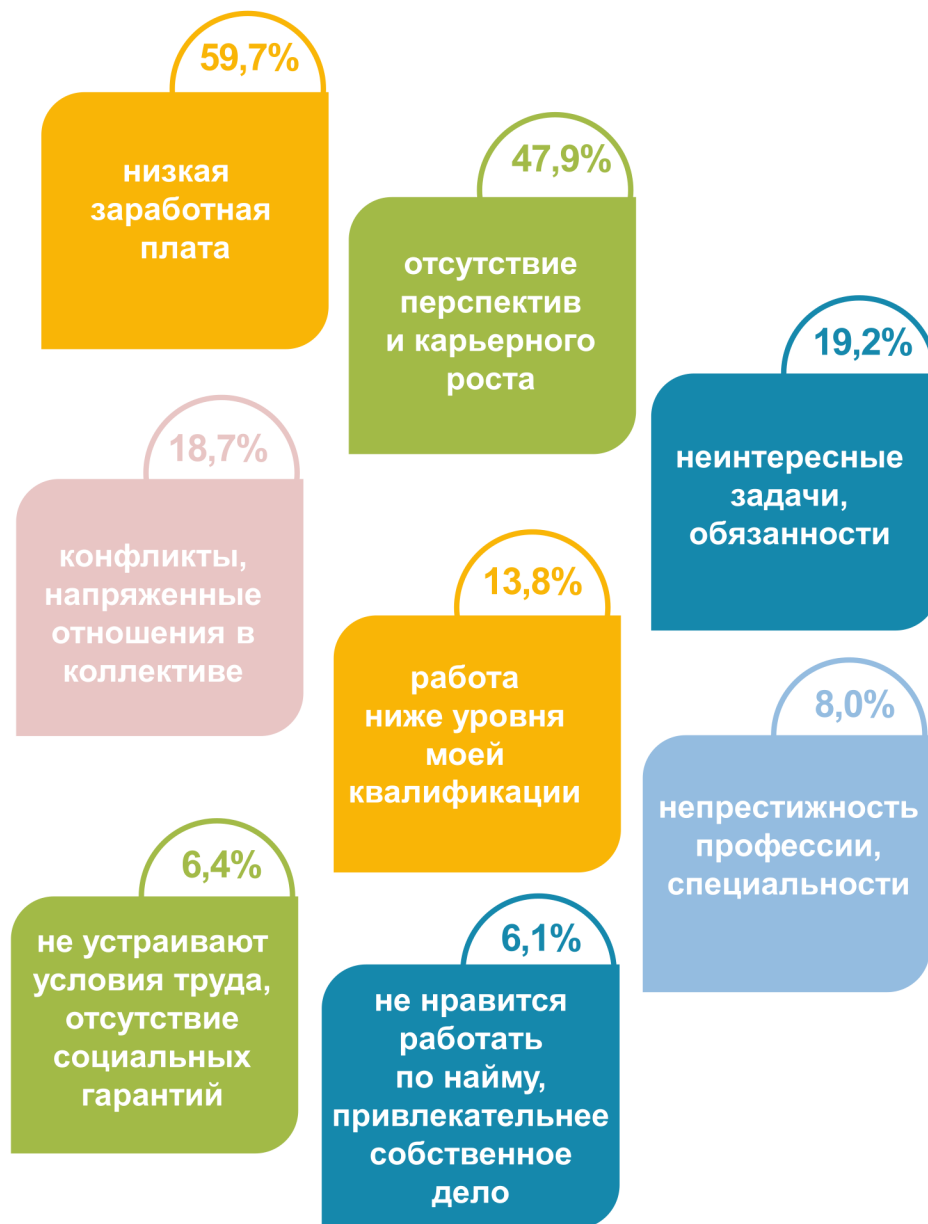 59,7%
низкая
заработная
плата
47,9%
отсутствие
перспектив
и карьерного
роста
19,2%
неинтересные
задачи,
обязанности
18,7%
конфликты,
напряженные
отношения в
коллективе
13,8%
работа
ниже уровня
моей
квалификации
8,0%
непрестижность
профессии,
специальности
6,4%
не устраивают
условия труда,
отсутствие
социальных
гарантий
6,1%
не нравится
работать
по найму,
привлекательнее
собственное
дело